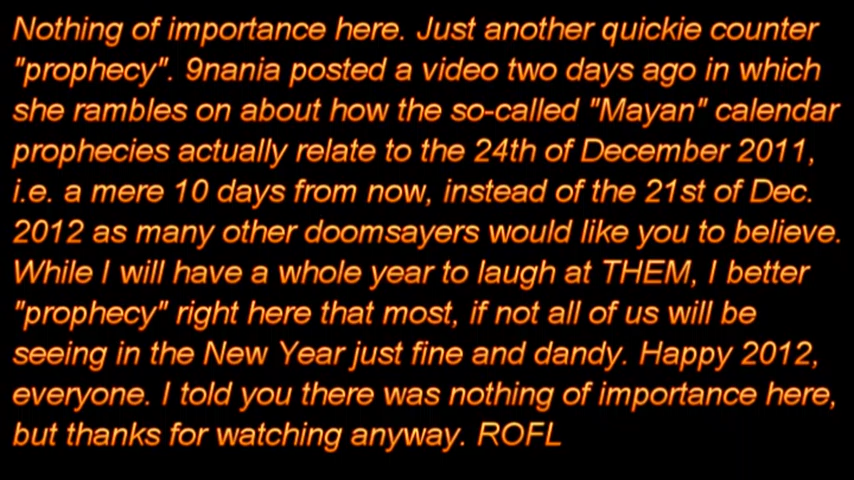 Nothing of importance here. Just another quickie counter
"prophecy". 9nania posted a video two days ago in which
she rambles on about how the so-called "Mayan" calendar
prophecies actually relate to the 24th of December 2011,
i.e. a mere 10 days from now, instead of the 21st of Dec.
2012 as many other doomsayers would like you to believe.
While I will have a whole year to laugh at THEM, I better
"prophecy" right here that most, if not all of us will be
seeing in the New Year just fine and dandy. Happy 2012,
everyone. I told you there was nothing of importance here,
but thanks for watching anyway. ROFL